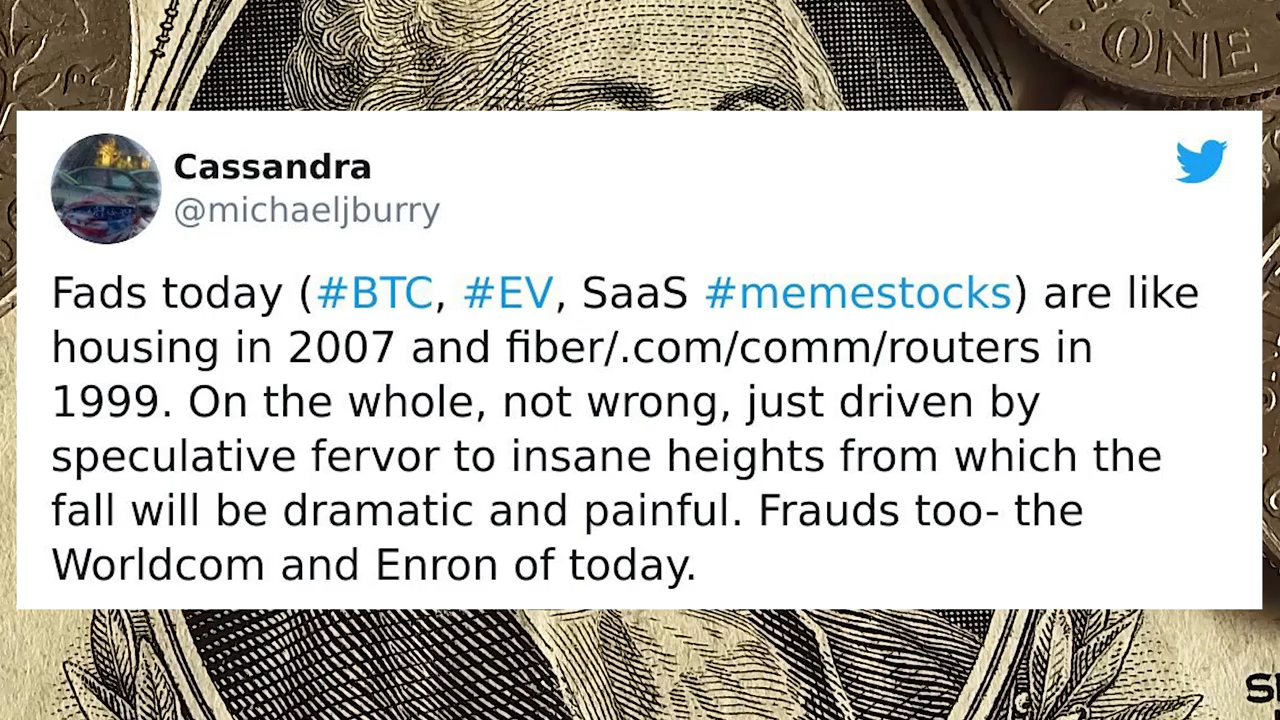 ONE
Cassandra
@michaeljburry
Fads today (#BTC, #EV, SaaS #memestocks) are like
housing in 2007 and fiber/.com/comm/routers in
1999. On the whole, not wrong, just driven by
speculative fervor to insane heights from which the
fall will be dramatic and painful. Frauds too- the
Worldcom and Enron of today.